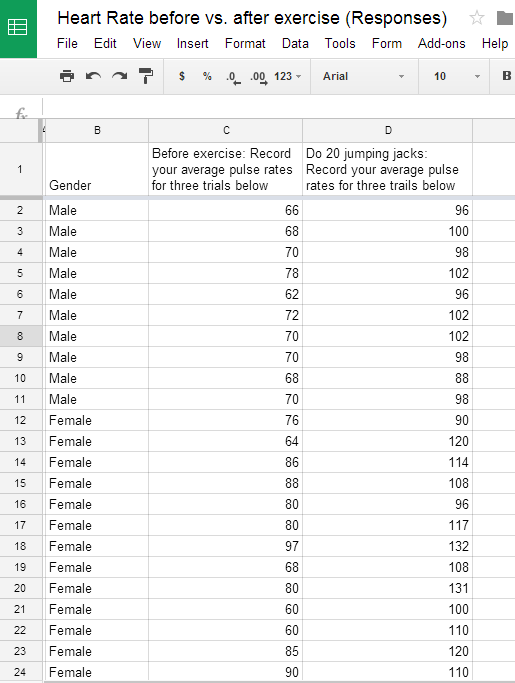 Heart Rate before vs. after exercise (Responses)
File Edit View Insert Format Data Tools Form Add-ons Help
$ % .0 .00 123 Arial 10 B
fx
B C D
1 Gender Before exercise: Record your average pulse rates for three trials below Do 20 jumping jacks: Record your average pulse rates for three trails below
2 Male 66 96
3 Male 68 100
4 Male 70 98
5 Male 78 102
6 Male 62 96
7 Male 72 102
8 Male 70 102
9 Male 70 98
10 Male 68 88
11 Male 70 98
12 Female 76 90
13 Female 64 120
14 Female 86 114
15 Female 88 108
16 Female 80 96
17 Female 80 117
18 Female 97 132
19 Female 68 108
20 Female 80 131
21 Female 60 100
22 Female 60 110
23 Female 85 120
24 Female 90 110